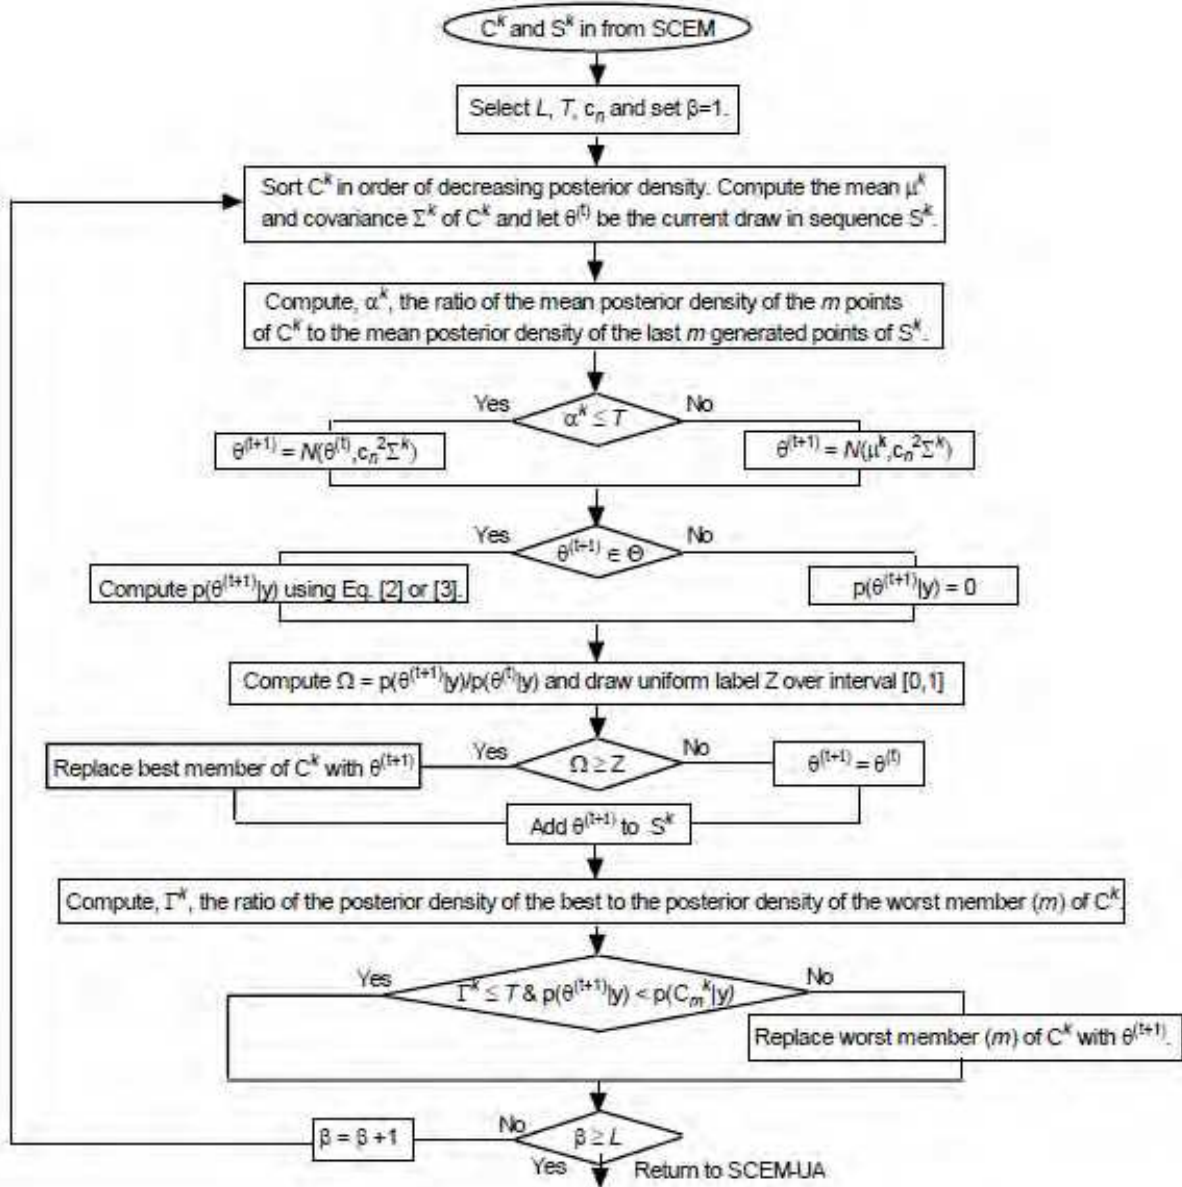 C^k and S^k in from SCEM
Select L, T, c_n and set β=1.
Sort C^k in order of decreasing posterior density. Compute the mean μ^k
and covariance Σ^k of C^k and let θ^(t) be the current draw in sequence S^k.
Compute, α^k, the ratio of the mean posterior density of the m points
of C^k to the mean posterior density of the last m generated points of S^k.
Yes
α^k ≤ T
No
θ^(t+1) = N(θ^(t),c_n^2Σ^k)
θ^(t+1) = N(μ^k,c_n^2Σ^k)
Yes
θ^(t+1) ∈ Θ
No
Compute p(θ^(t+1)|y) using Eq. [2] or [3].
p(θ^(t+1)|y) = 0
Compute Ω = p(θ^(t+1)|y)/p(θ^(t)|y) and draw uniform label Z over interval [0,1]
Replace best member of C^k with θ^(t+1)
Yes
Ω ≥ Z
No
θ^(t+1) = θ^(t)
Add θ^(t+1) to S^k
Compute, Γ^k, the ratio of the posterior density of the best to the posterior density of the worst member (m) of C^k.
Yes
Γ^k ≤ T & p(θ^(t+1)|y) < p(C_m^k|y)
No
Replace worst member (m) of C^k with θ^(t+1).
β = β +1
No
β ≥ L
Yes
Return to SCEM-UA